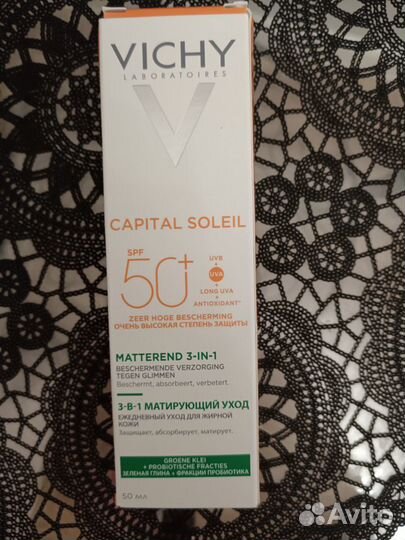 VICHY
LABORATOIRES
CAPITAL SOLEIL
SPF
50+
UVB
+
UVA
+
LONG UVA
+
ANTIOXIDANT*
ZEER HOGE BESCHERMING
ОЧЕНЬ ВЫСОКАЯ СТЕПЕНЬ ЗАЩИТЫ
MATTEREND 3-IN-1
BESCHERMENDE VERZORGING
TEGEN GLIMMEN
Beschermt, absorbeert, verbetert.
3-В-1 МАТИРУЮЩИЙ УХОД
ЕЖЕДНЕВНЫЙ УХОД ДЛЯ ЖИРНОЙ
КОЖИ
Защищает, абсорбирует, матирует.
GROENE KLEI
+ PROBIOTISCHE FRACTIES
ЗЕЛЕНАЯ ГЛИНА + ФРАКЦИИ ПРОБИОТИКА
50 мл
Avito